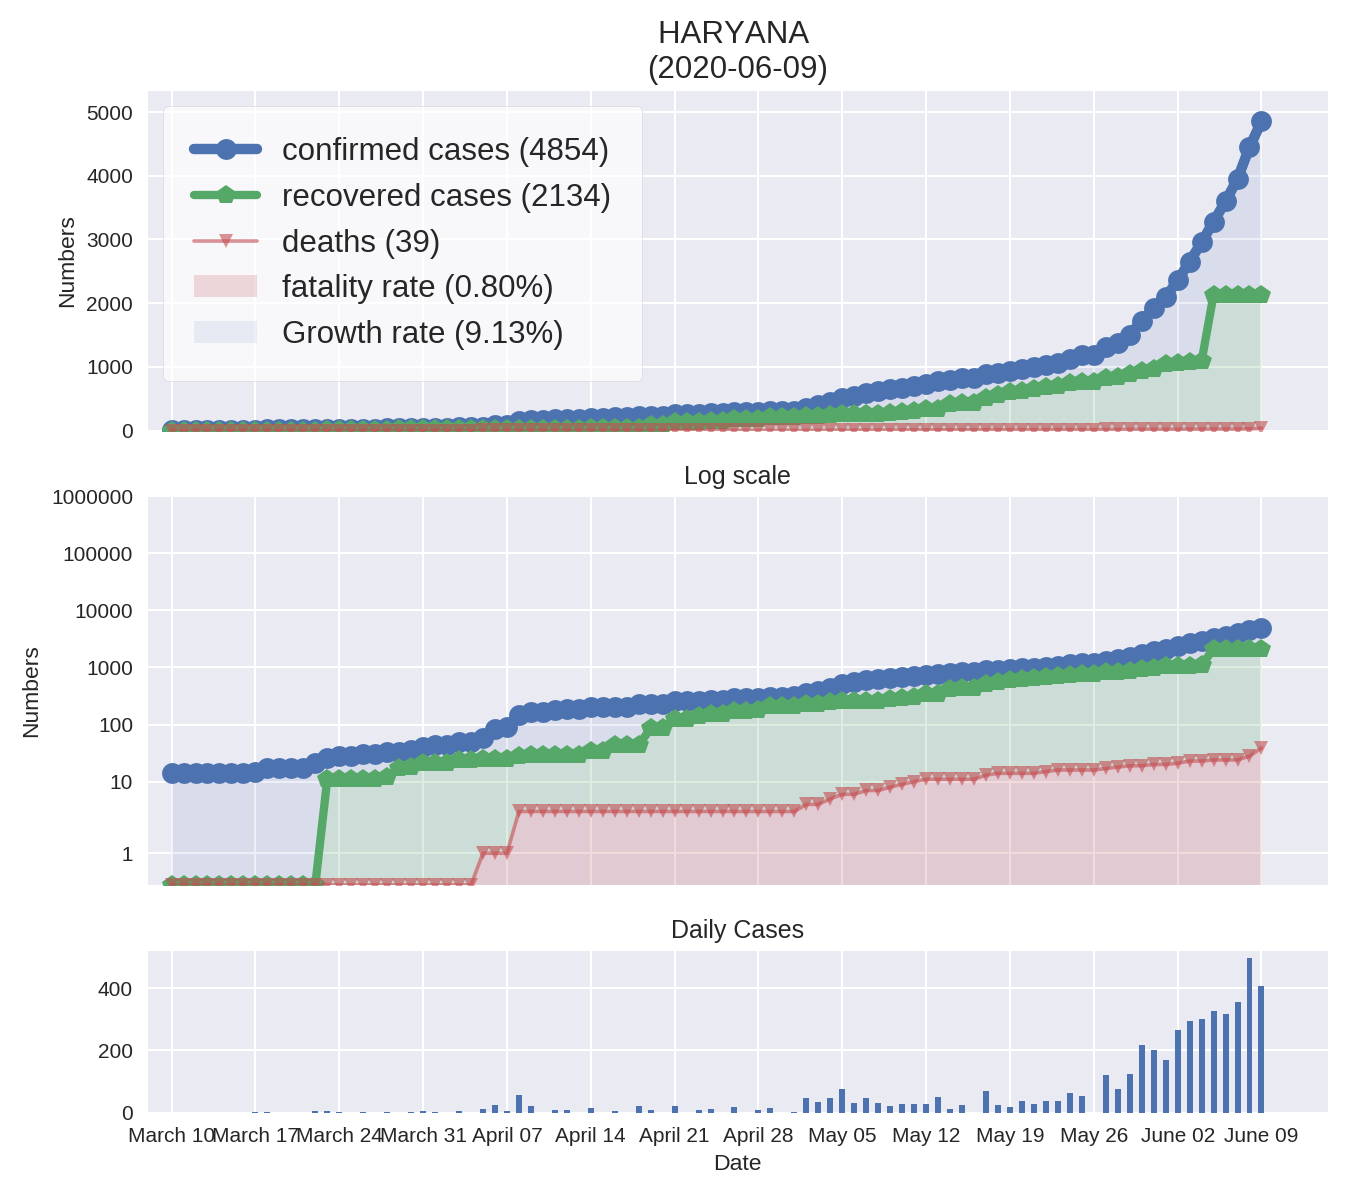 HARYANA
(2020-06-09)
Numbers
5000
4000
3000
2000
1000
0
confirmed cases (4854)
recovered cases (2134)
deaths (39)
fatality rate (0.80%)
Growth rate (9.13%)
Log scale
Numbers
1000000
100000
10000
1000
100
10
1
Daily Cases
400
200
0
March 10 March 17 March 24 March 31 April 07 April 14 April 21 April 28 May 05 May 12 May 19 May 26 June 02 June 09
Date